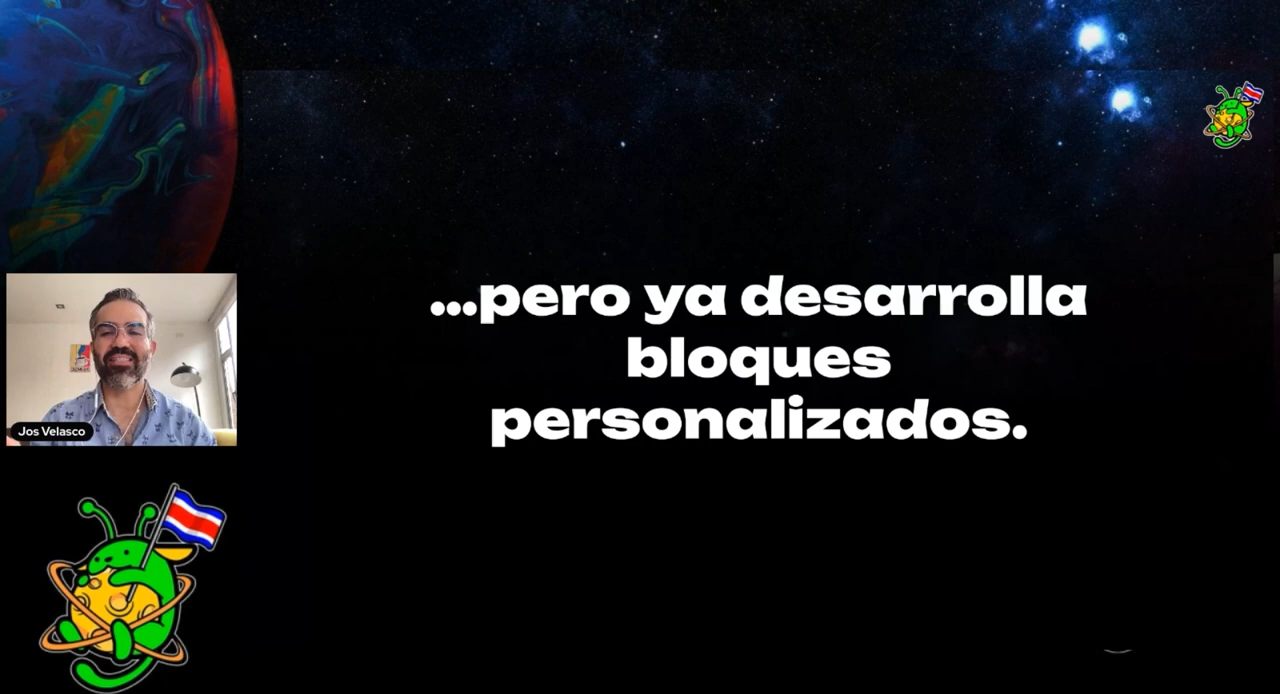 ...pero ya desarrolla
bloques
personalizados.
Jos Velasco